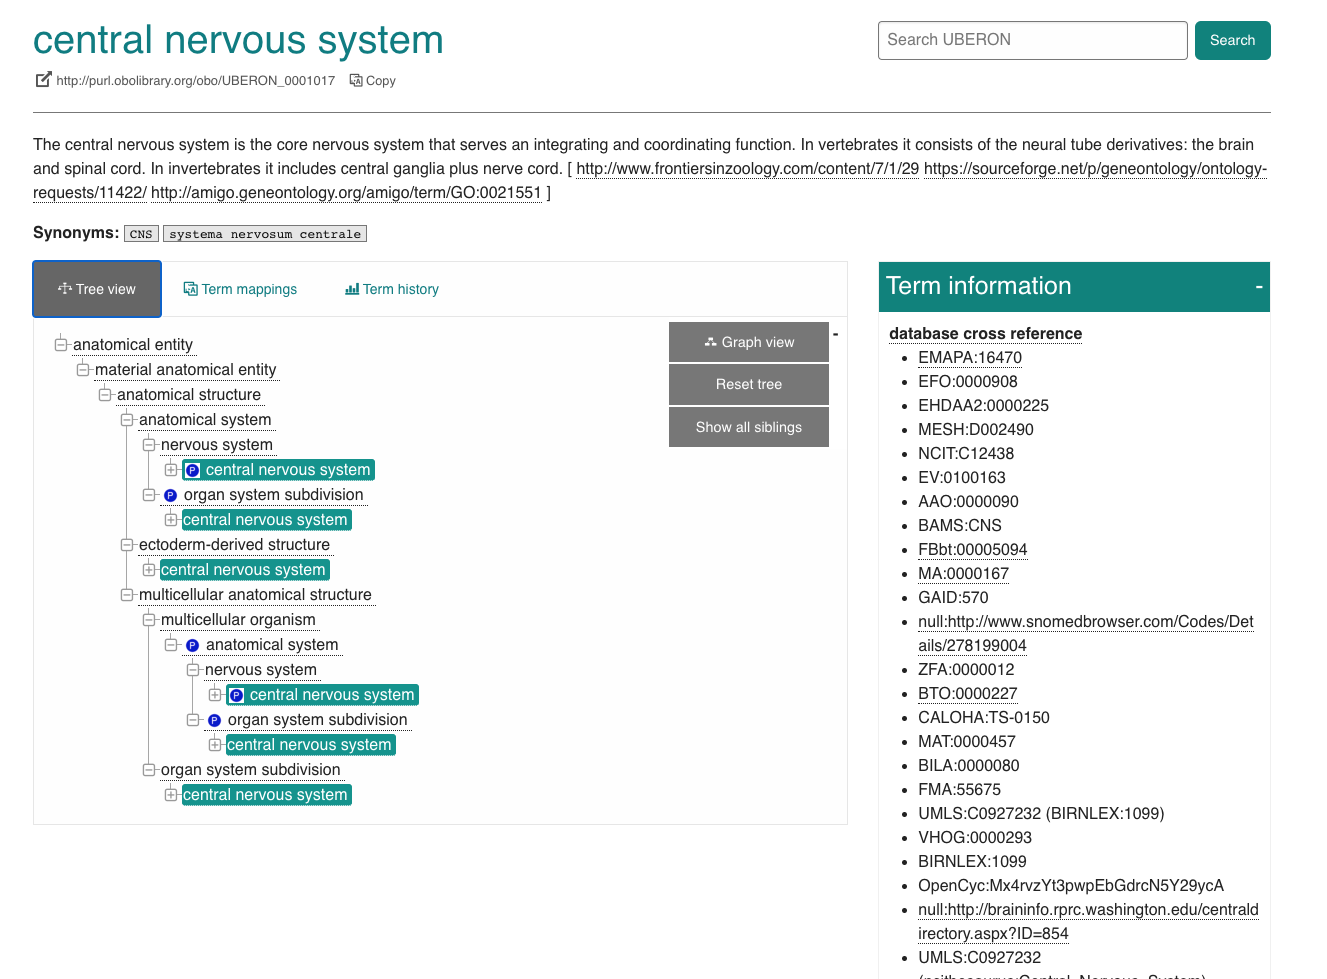 central nervous system
Search UBERON
Search
http://purl.obolibrary.org/obo/UBERON_0001017
Copy
The central nervous system is the core nervous system that serves an integrating and coordinating function. In vertebrates it consists of the neural tube derivatives: the brain
and spinal cord. In invertebrates it includes central ganglia plus nerve cord. [ http://www.frontiersinzoology.com/content/7/1/29 https://sourceforge.net/p/geneontology/ontology-
requests/11422/ http://amigo.geneontology.org/amigo/term/GO:0021551 ]
Synonyms: CNS systema nervosum centrale
Tree view
Term mappings
Term history
anatomical entity
material anatomical entity
anatomical structure
anatomical system
nervous system
P central nervous system
P organ system subdivision
central nervous system
ectoderm-derived structure
central nervous system
multicellular anatomical structure
multicellular organism
P anatomical system
nervous system
P central nervous system
P organ system subdivision
central nervous system
organ system subdivision
central nervous system
Graph view
-
Reset tree
Show all siblings
Term information -
database cross reference
EMAPA:16470
EFO:0000908
EHDAA2:0000225
MESH:D002490
NCIT:C12438
EV:0100163
AAO:0000090
BAMS:CNS
FBbt:00005094
MA:0000167
GAID:570
null:http://www.snomedbrowser.com/Codes/Det
ails/278199004
ZFA:0000012
BTO:0000227
CALOHA:TS-0150
MAT:0000457
BILA:0000080
FMA:55675
UMLS:C0927232 (BIRNLEX:1099)
VHOG:0000293
BIRNLEX:1099
OpenCyc:Mx4rvzYt3pwpEbGdrcN5Y29ycA
null:http://braininfo.rprc.washington.edu/centrald
irectory.aspx?ID=854
UMLS:C0927232